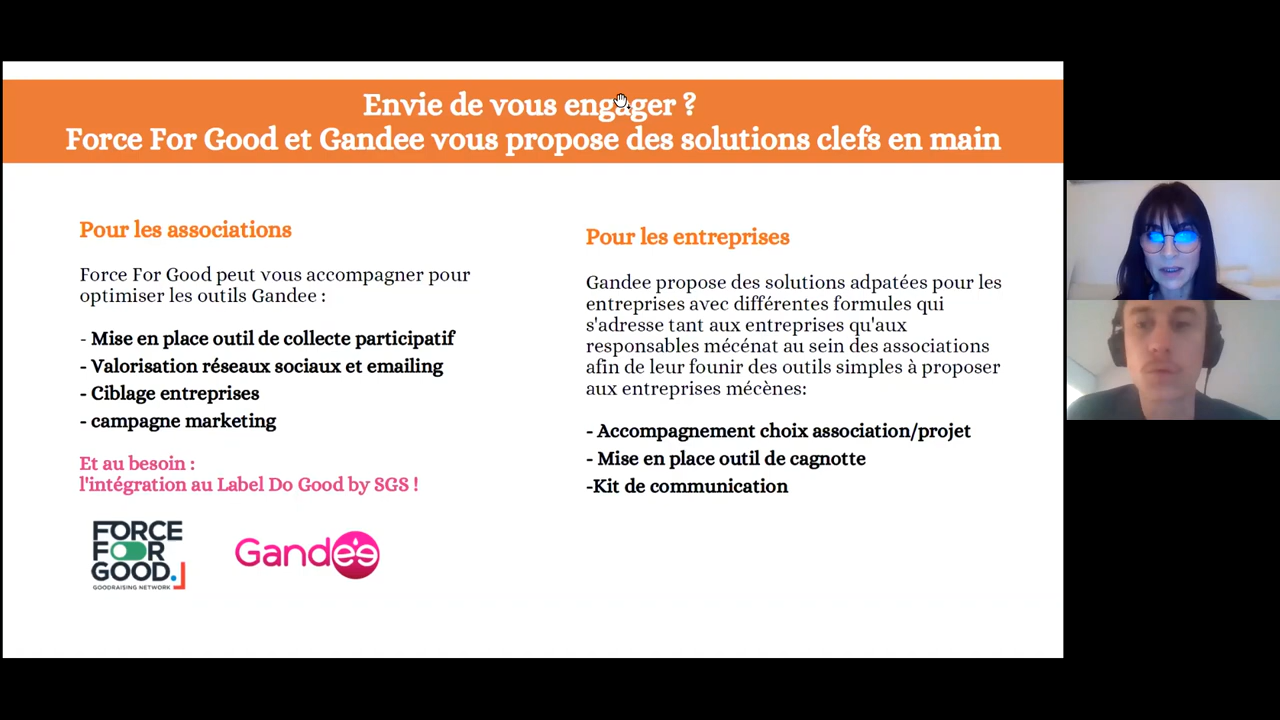 Envie de vous engager ?
Force For Good et Gandee vous propose des solutions clefs en main
Pour les associations
Force For Good peut vous accompagner pour
optimiser les outils Gandee :
- Mise en place outil de collecte participatif
- Valorisation réseaux sociaux et emailing
- Ciblage entreprises
- campagne marketing
Et au besoin :
l'intégration au Label Do Good by SGS !
FORCE
FOR
GOOD.
GOODRAISING NETWORK
Gandee
Pour les entreprises
Gandee propose des solutions adpatées pour les
entreprises avec différentes formules qui
s'adresse tant aux entreprises qu'aux
responsables mécénat au sein des associations
afin de leur founir des outils simples à proposer
aux entreprises mécènes:
- Accompagnement choix association/projet
- Mise en place outil de cagnotte
-Kit de communication